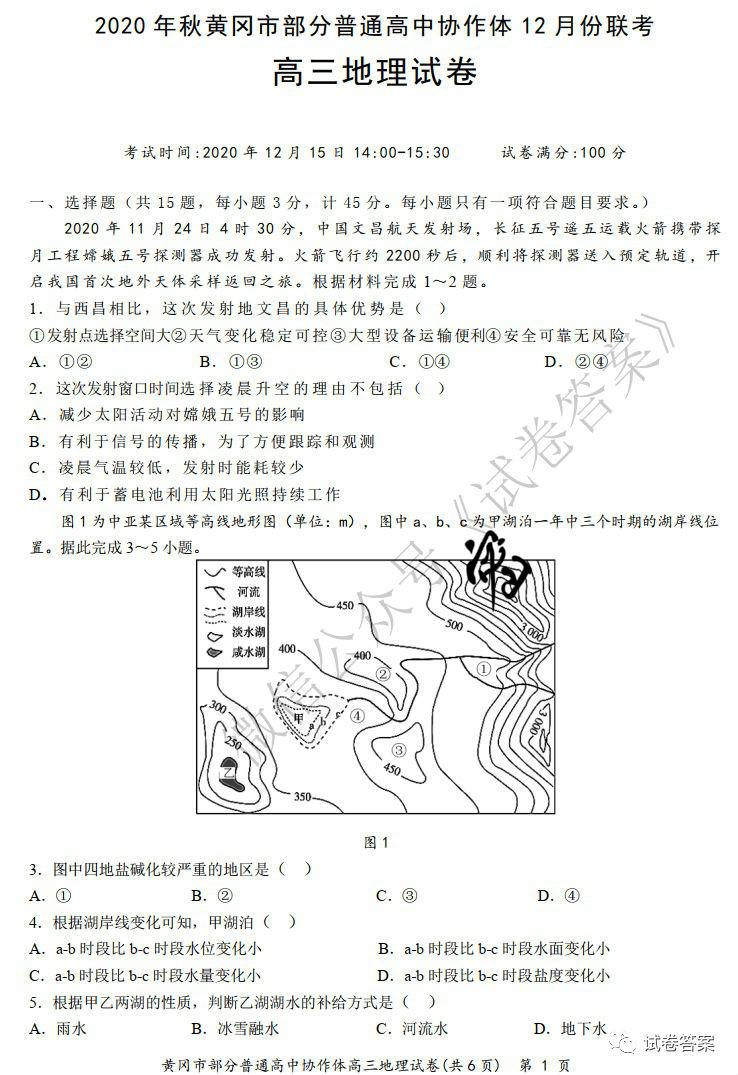 2020 年秋黄冈市部分普通高中协作体 12 月份联考
高三地理试卷
考试时间:2020 年 12 月 15 日 14:00-15:30 试卷满分:100 分
一、选择题（共 15 题，每小题 3 分，计 45 分。每小题只有一项符合题目要求。）
2020 年 11 月 24 日 4 时 30 分，中国文昌航天发射场，长征五号遥五运载火箭携带探
月工程嫦娥五号探测器成功发射。火箭飞行约 2200 秒后，顺利将探测器送入预定轨道，开
启我国首次地外天体采样返回之旅。根据材料完成 1～2 题。
1．与西昌相比，这次发射地文昌的具体优势是（ ）
①发射点选择空间大②天气变化稳定可控③大型设备运输便利④安全可靠无风险
A．①② B．①③ C．①④ D．②④
2．这次发射窗口时间选择凌晨升空的理由不包括（ ）
A．减少太阳活动对嫦娥五号的影响
B．有利于信号的传播，为了方便跟踪和观测
C．凌晨气温较低，发射时能耗较少
D．有利于蓄电池利用太阳光照持续工作
图 1 为中亚某区域等高线地形图（单位：m），图中 a、b、c 为甲湖泊一年中三个时期的湖岸线位
置。据此完成 3～5 小题。
等高线
河流
湖岸线
淡水湖
咸水湖
450
500
3 000
400
400
①
②
甲
a
b
c
④
③
450
300
250
乙
350
3 000
微信公众号《试卷答案》
图 1
3．图中四地盐碱化较严重的地区是（ ）
A．① B．② C．③ D．④
4．根据湖岸线变化可知，甲湖泊（ ）
A．a-b 时段比 b-c 时段水位变化小 B．a-b 时段比 b-c 时段水面变化小
C．a-b 时段比 b-c 时段水量变化小 D．a-b 时段比 b-c 时段盐度变化小
5．根据甲乙两湖的性质，判断乙湖湖水的补给方式是（ ）
A．雨水 B．冰雪融水 C．河流水 D．地下水
试卷答案
黄冈市部分普通高中协作体高三地理试卷(共 6 页) 第 1 页